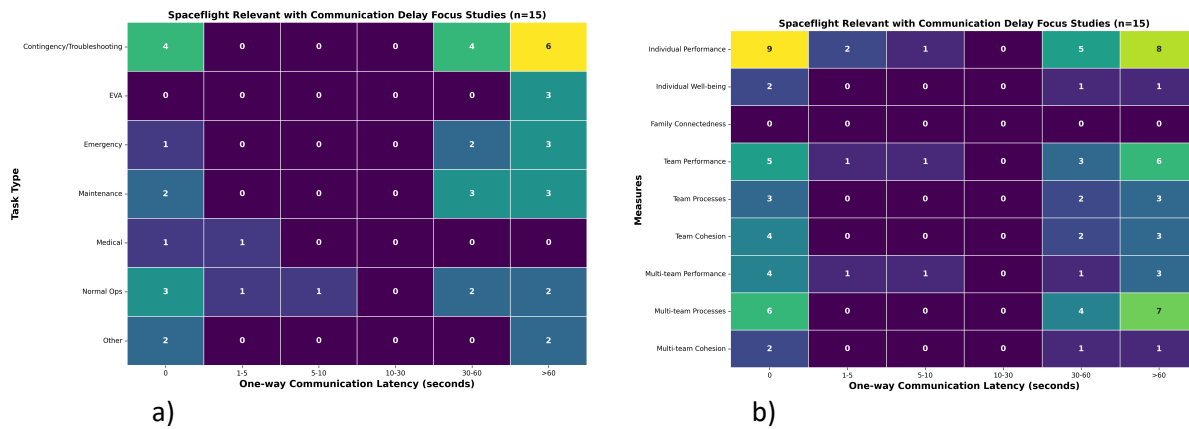 Spaceflight Relevant with Communication Delay Focus Studies (n=15)
Task Type
Contingency/Troubleshooting 4 0 0 0 4 6
EVA 0 0 0 0 0 3
Emergency 1 0 0 0 2 3
Maintenance 2 0 0 0 3 3
Medical 1 1 0 0 0 0
Normal Ops 3 1 1 0 2 2
Other 2 0 0 0 0 2
0 1-5 5-10 10-30 30-60 >60
One-way Communication Latency (seconds)
a)
Spaceflight Relevant with Communication Delay Focus Studies (n=15)
Measures
Individual Performance 9 2 1 0 5 8
Individual Well-being 2 0 0 0 1 1
Family Connectedness 0 0 0 0 0 0
Team Performance 5 1 1 0 3 6
Team Processes 3 0 0 0 2 3
Team Cohesion 4 0 0 0 2 3
Multi-team Performance 4 1 1 0 1 3
Multi-team Processes 6 0 0 0 4 7
Multi-team Cohesion 2 0 0 0 1 1
0 1-5 5-10 10-30 30-60 >60
One-way Communication Latency (seconds)
b)